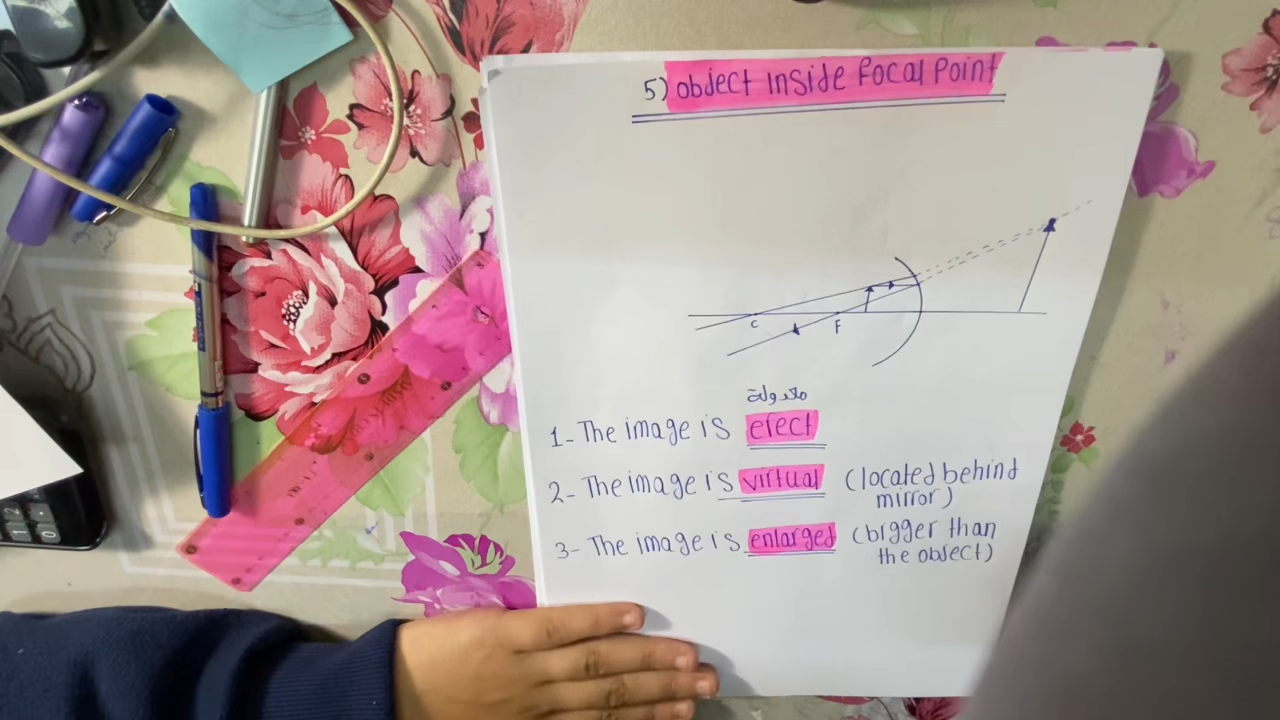 5) object inside Focal Point
C
F
معدولة
1- The image is erect
2- The image is virtual (located behind
mirror)
3- The image is enlarged (bigger than
the object)